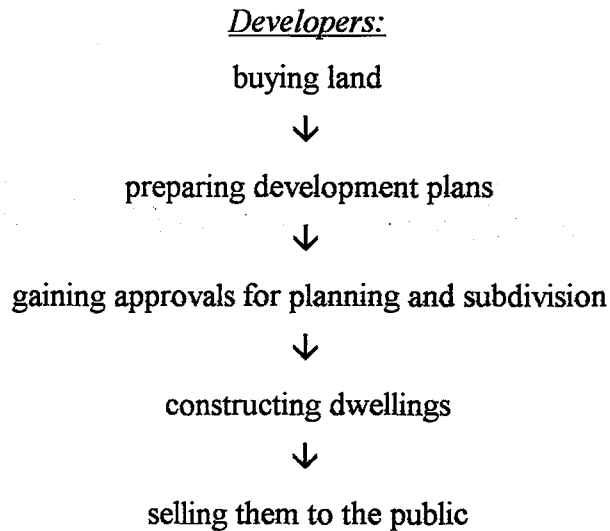 Developers:
buying land
↓
preparing development plans
↓
gaining approvals for planning and subdivision
↓
constructing dwellings
↓
selling them to the public